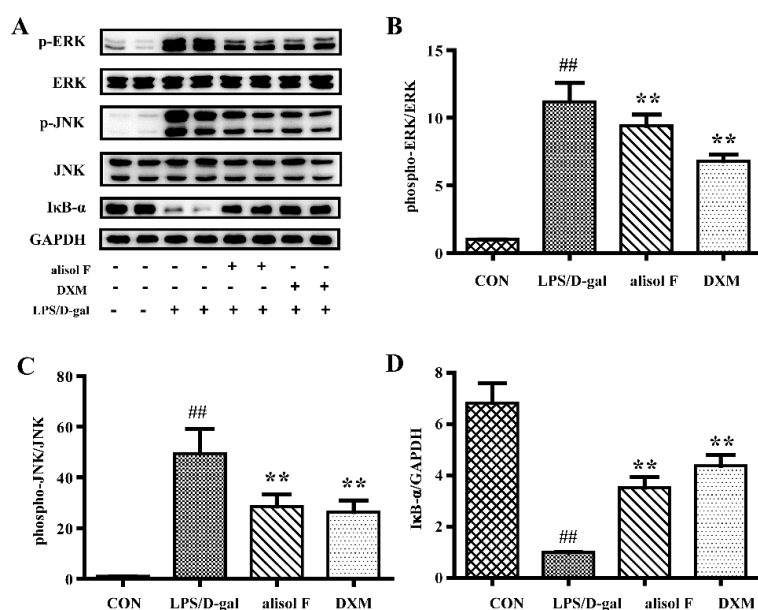 A
p-ERK
ERK
p-JNK
JNK
IκB-α
GAPDH
alisol F - - - - + + - -
DXM - - - - - - + +
LPS/D-gal - - + + + + + +
B
phospho-ERK/ERK
15
10
5
0
##
**
**
CON LPS/D-gal alisol F DXM
C
phospho-JNK/JNK
80
60
40
20
0
##
**
**
CON LPS/D-gal alisol F DXM
D
IκB-α/GAPDH
8
6
4
2
0
##
**
**
CON LPS/D-gal alisol F DXM